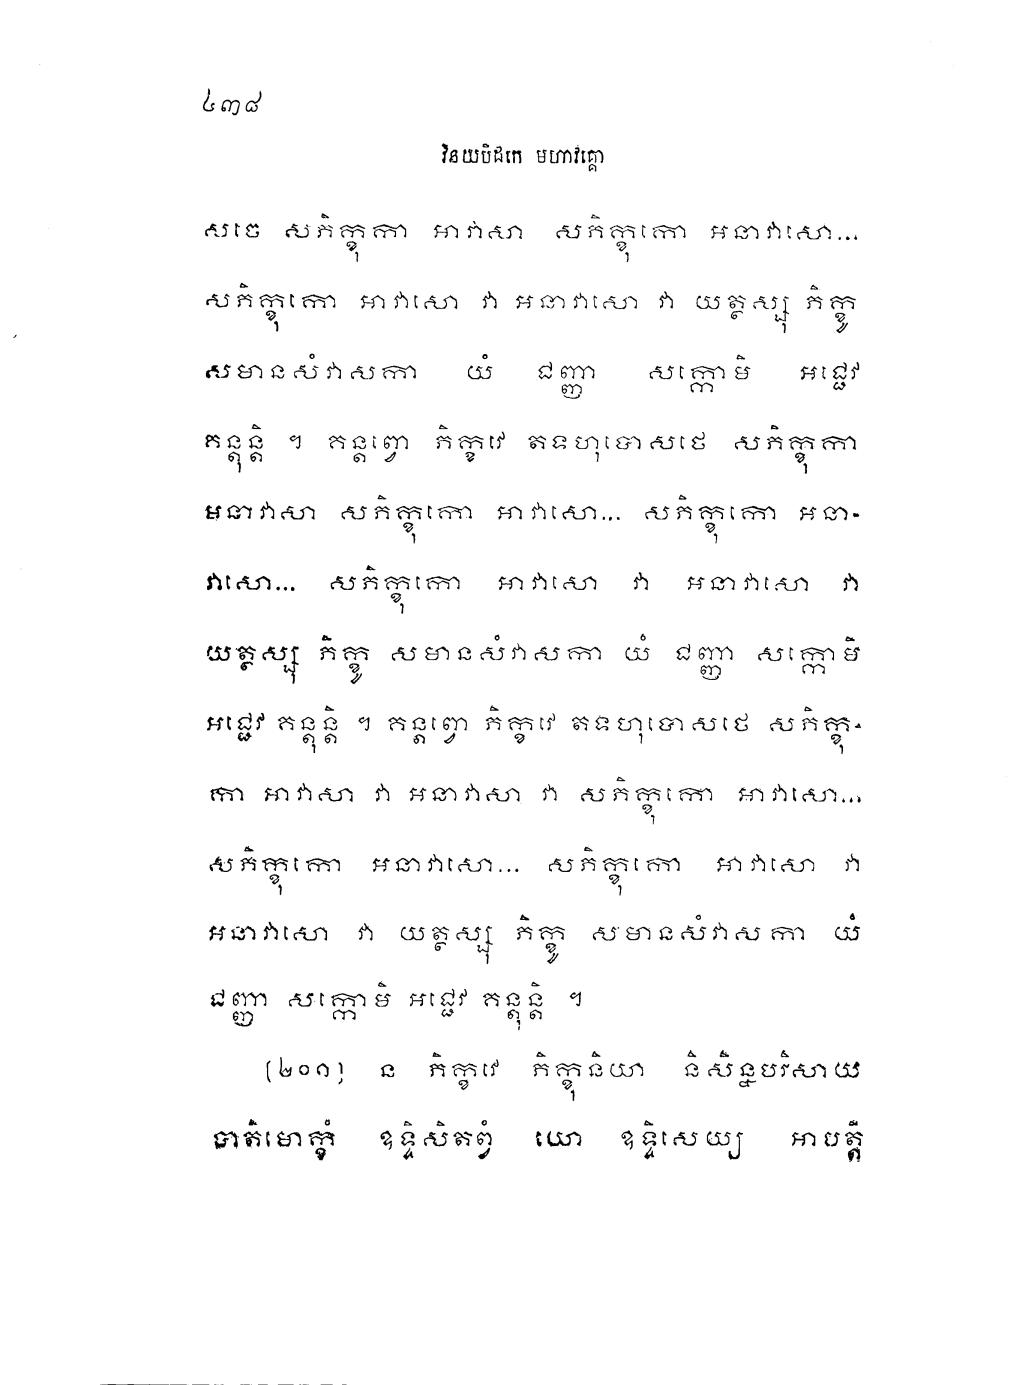 ៤៣៨
វិនយបិដកេ មហាវគ្គោ
សចេ សភិក្ខុកា អាវាសា សភិក្ខុកោ អនាវាសោ...
សភិក្ខុកោ អាវាសោ វា អនាវាសោ វា យត្ថស្សុ ភិក្ខូ
សមានសំវាសកា យំ ជញ្ញា សក្កោមិ អជ្ជេវ
គន្តុន្តិ ។ គន្តព្វោ ភិក្ខវេ តទហុបោសថេ សភិក្ខុកា
អនាវាសា សភិក្ខុកោ អាវាសោ... សភិក្ខុកោ អនា-
វាសោ... សភិក្ខុកោ អាវាសោ វា អនាវាសោ វា
យត្ថស្សុ ភិក្ខូ សមានសំវាសកា យំ ជញ្ញា សក្កោមិ
អជ្ជេវ គន្តុន្តិ ។ គន្តព្វោ ភិក្ខវេ តទហុបោសថេ សភិក្ខុ-
កា អាវាសា វា អនាវាសា វា សភិក្ខុកោ អាវាសោ...
សភិក្ខុកោ អនាវាសោ... សភិក្ខុកោ អាវាសោ វា
អនាវាសោ វា យត្ថស្សុ ភិក្ខូ សមានសំវាសកា យំ
ជញ្ញា សក្កោមិ អជ្ជេវ គន្តុន្តិ ។
(២០១) ន ភិក្ខវេ ភិក្ខុនិយា និសិន្នបរិសាយ
បាតិមោក្ខំ ឧទ្ទិសិតព្វំ យោ ឧទ្ទិសេយ្យ អាបត្តិ